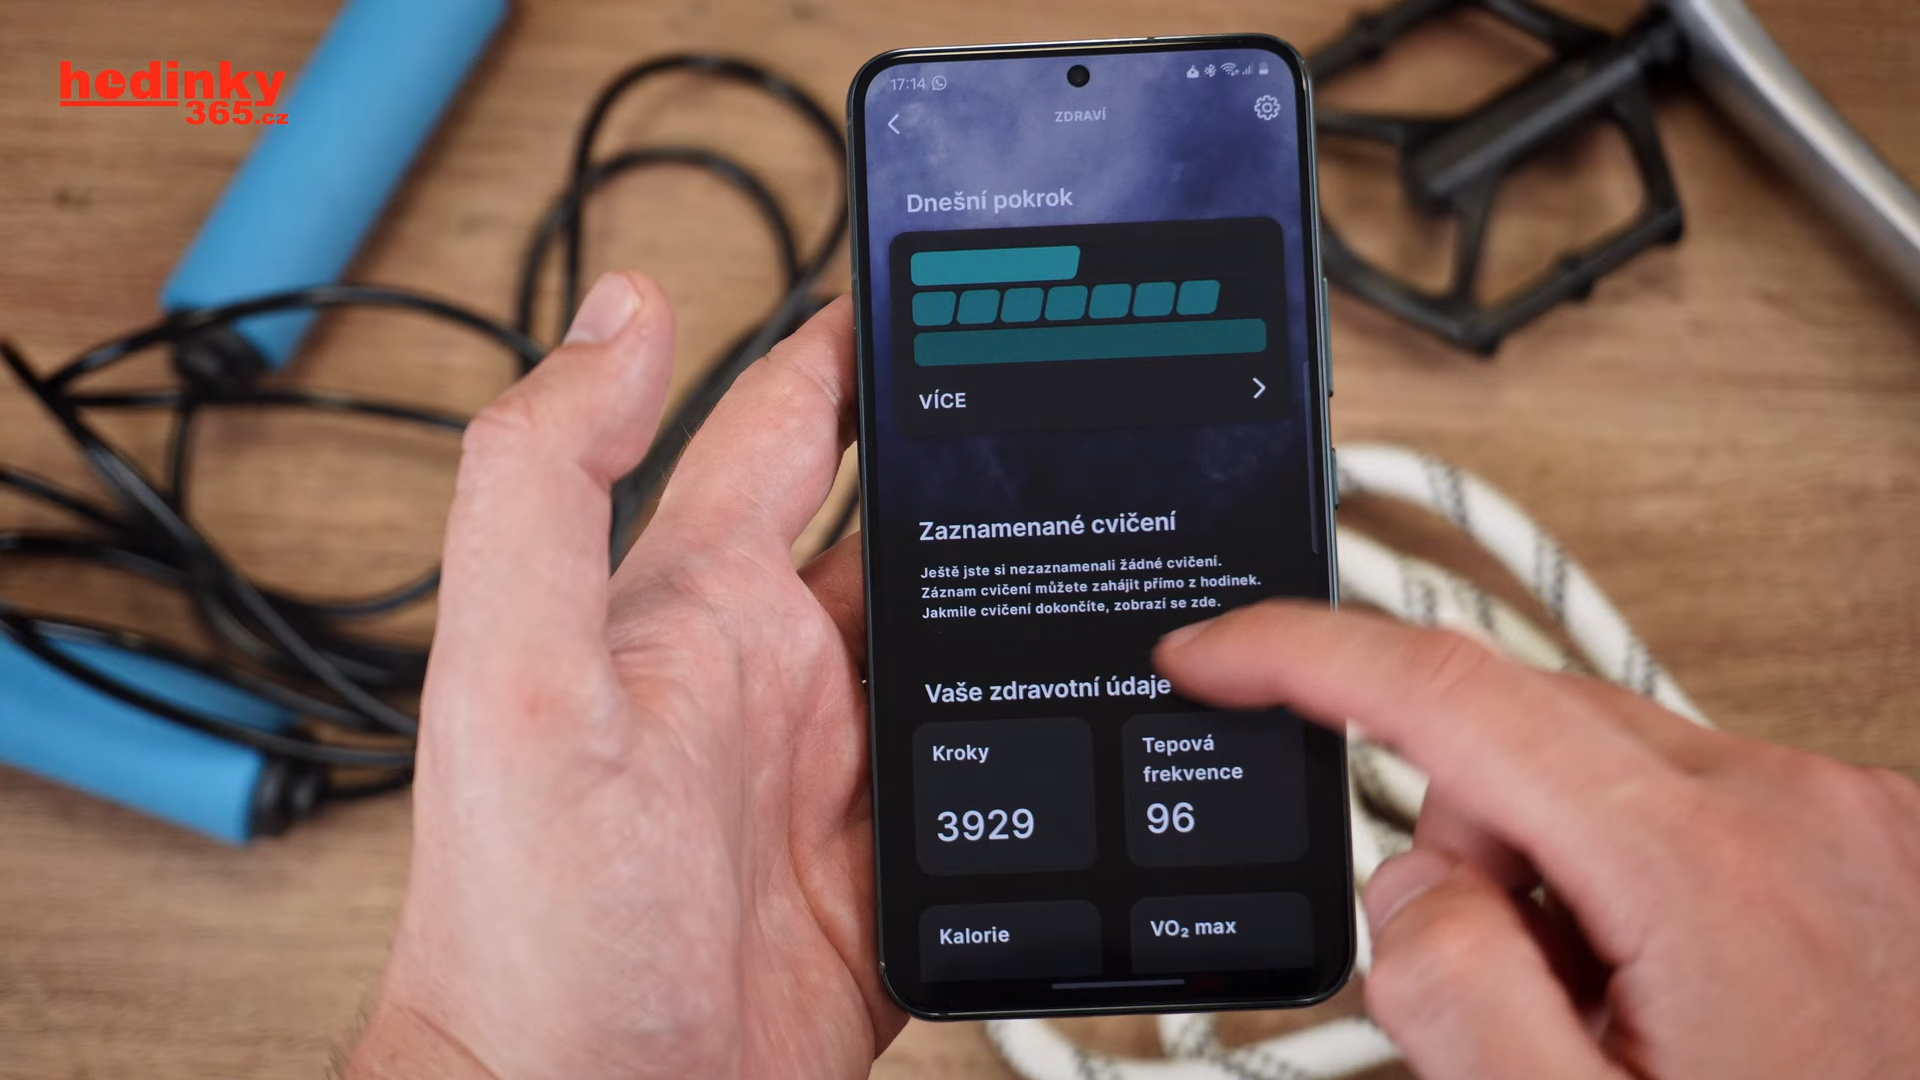 hodinky
365.cz
17:14
ZDRAVÍ
Dnešní pokrok
VÍCE
Zaznamenané cvičení
Ještě jste si nezaznamenali žádné cvičení.
Záznam cvičení můžete zahájit přímo z hodinek.
Jakmile cvičení dokončíte, zobrazí se zde.
Vaše zdravotní údaje
Kroky
3929
Tepová
frekvence
96
Kalorie
VO₂ max